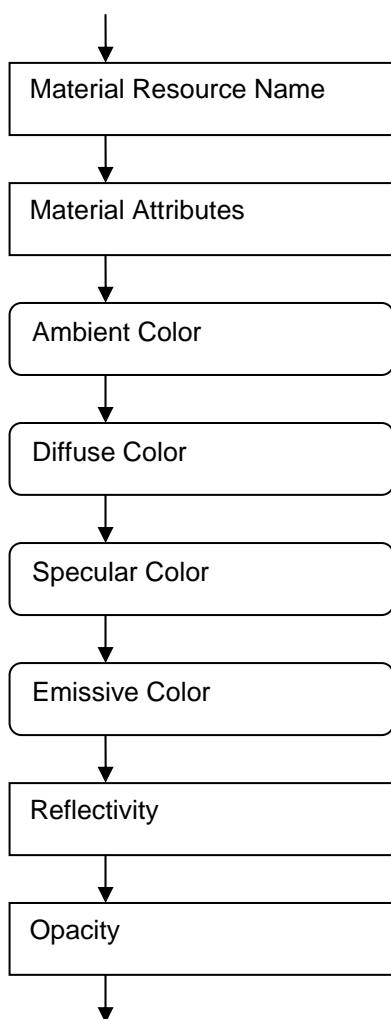 Material Resource Name
Material Attributes
Ambient Color
Diffuse Color
Specular Color
Emissive Color
Reflectivity
Opacity